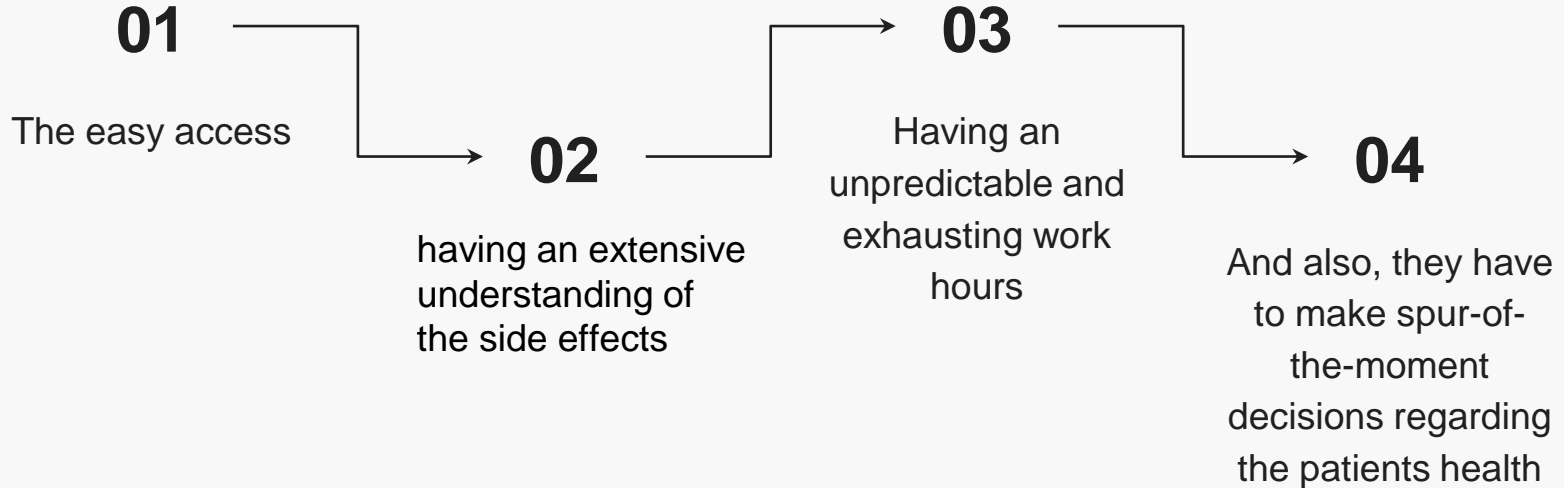 01
The easy access
02
having an extensive
understanding of
the side effects
03
Having an
unpredictable and
exhausting work
hours
04
And also, they have
to make spur-of-
the-moment
decisions regarding
the patients health